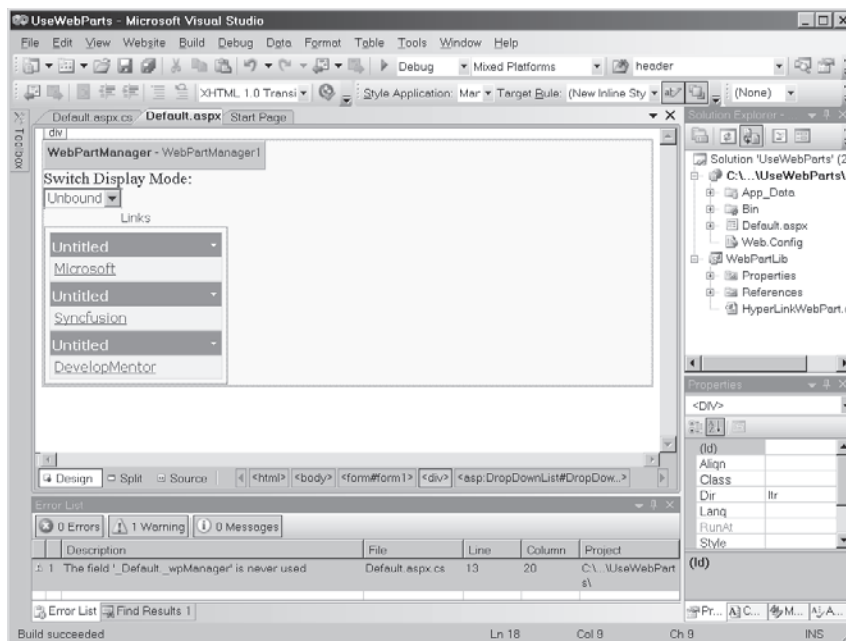 UseWebParts - Microsoft Visual Studio
File Edit View Website Build Debug Data Format Table Tools Window Help
Debug Mixed Platforms header
XHTML 1.0 Transi Style Application: Mar Target Rule: (New Inline Sty (None)
Toolbox
Default.aspx.cs Default.aspx Start Page
div
WebPartManager - WebPartManager1
Switch Display Mode:
Unbound
Links
Untitled
Microsoft
Untitled
Syncfusion
Untitled
DevelopMentor
Design Split Source <html> <body> <form#form1> <div> <asp:DropDownList#DropDow...>
Solution Explorer -
Solution 'UseWebParts' (2
C:\...\UseWebParts\
App_Data
Bin
Default.aspx
Web.Config
WebPartLib
Properties
References
HyperLinkWebPart.
Properties
<DIV>
(Id)
Align
Class
Dir ltr
Lang
RunAt
Style
(Id)
Pr... C... M... A...
Error List
0 Errors 1 Warning 0 Messages
Description File Line Column Project
1 The field '_Default._wpManager' is never used Default.aspx.cs 13 20 C:\...\UseWebPart
s\
Error List Find Results 1
Build succeeded Ln 18 Col 9 Ch 9 INS